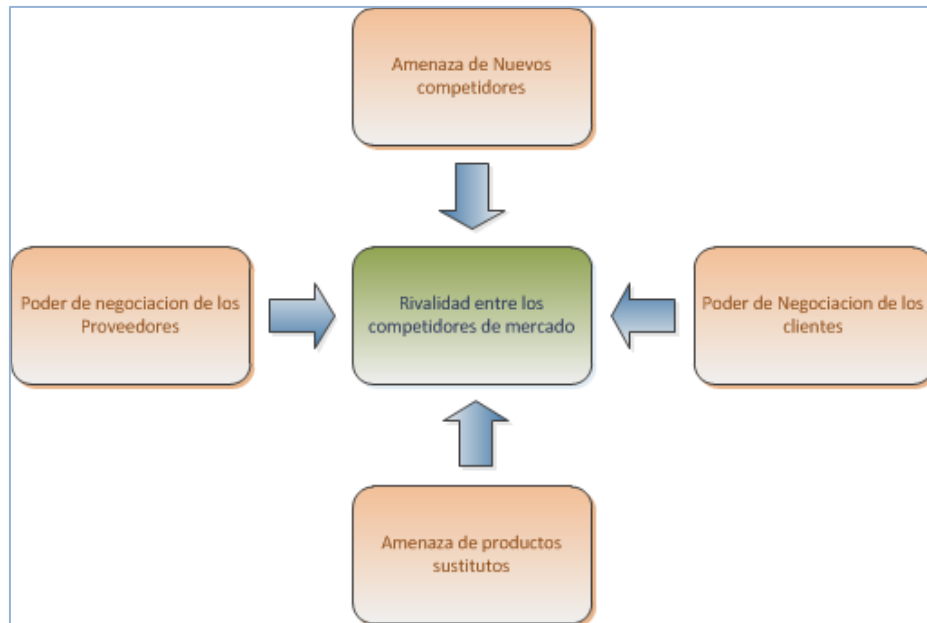 Amenaza de Nuevos
competidores
Poder de negociacion de los
Proveedores
Rivalidad entre los
competidores de mercado
Poder de Negociacion de los
clientes
Amenaza de productos
sustitutos